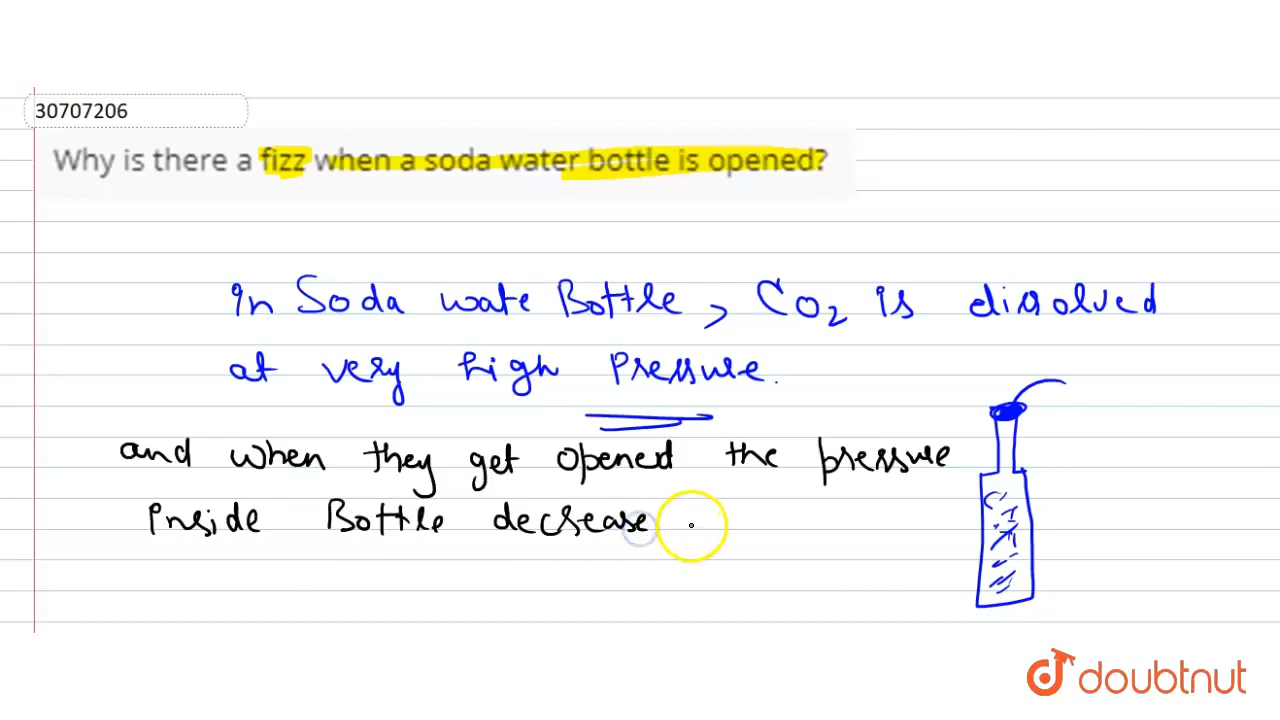 30707206
Why is there a fizz when a soda water bottle is opened?
In Soda wate Bottle, CO2 is dissolved
at very high Pressure.
and when they get opened the pressure
Inside Bottle decrease .
doubtnut